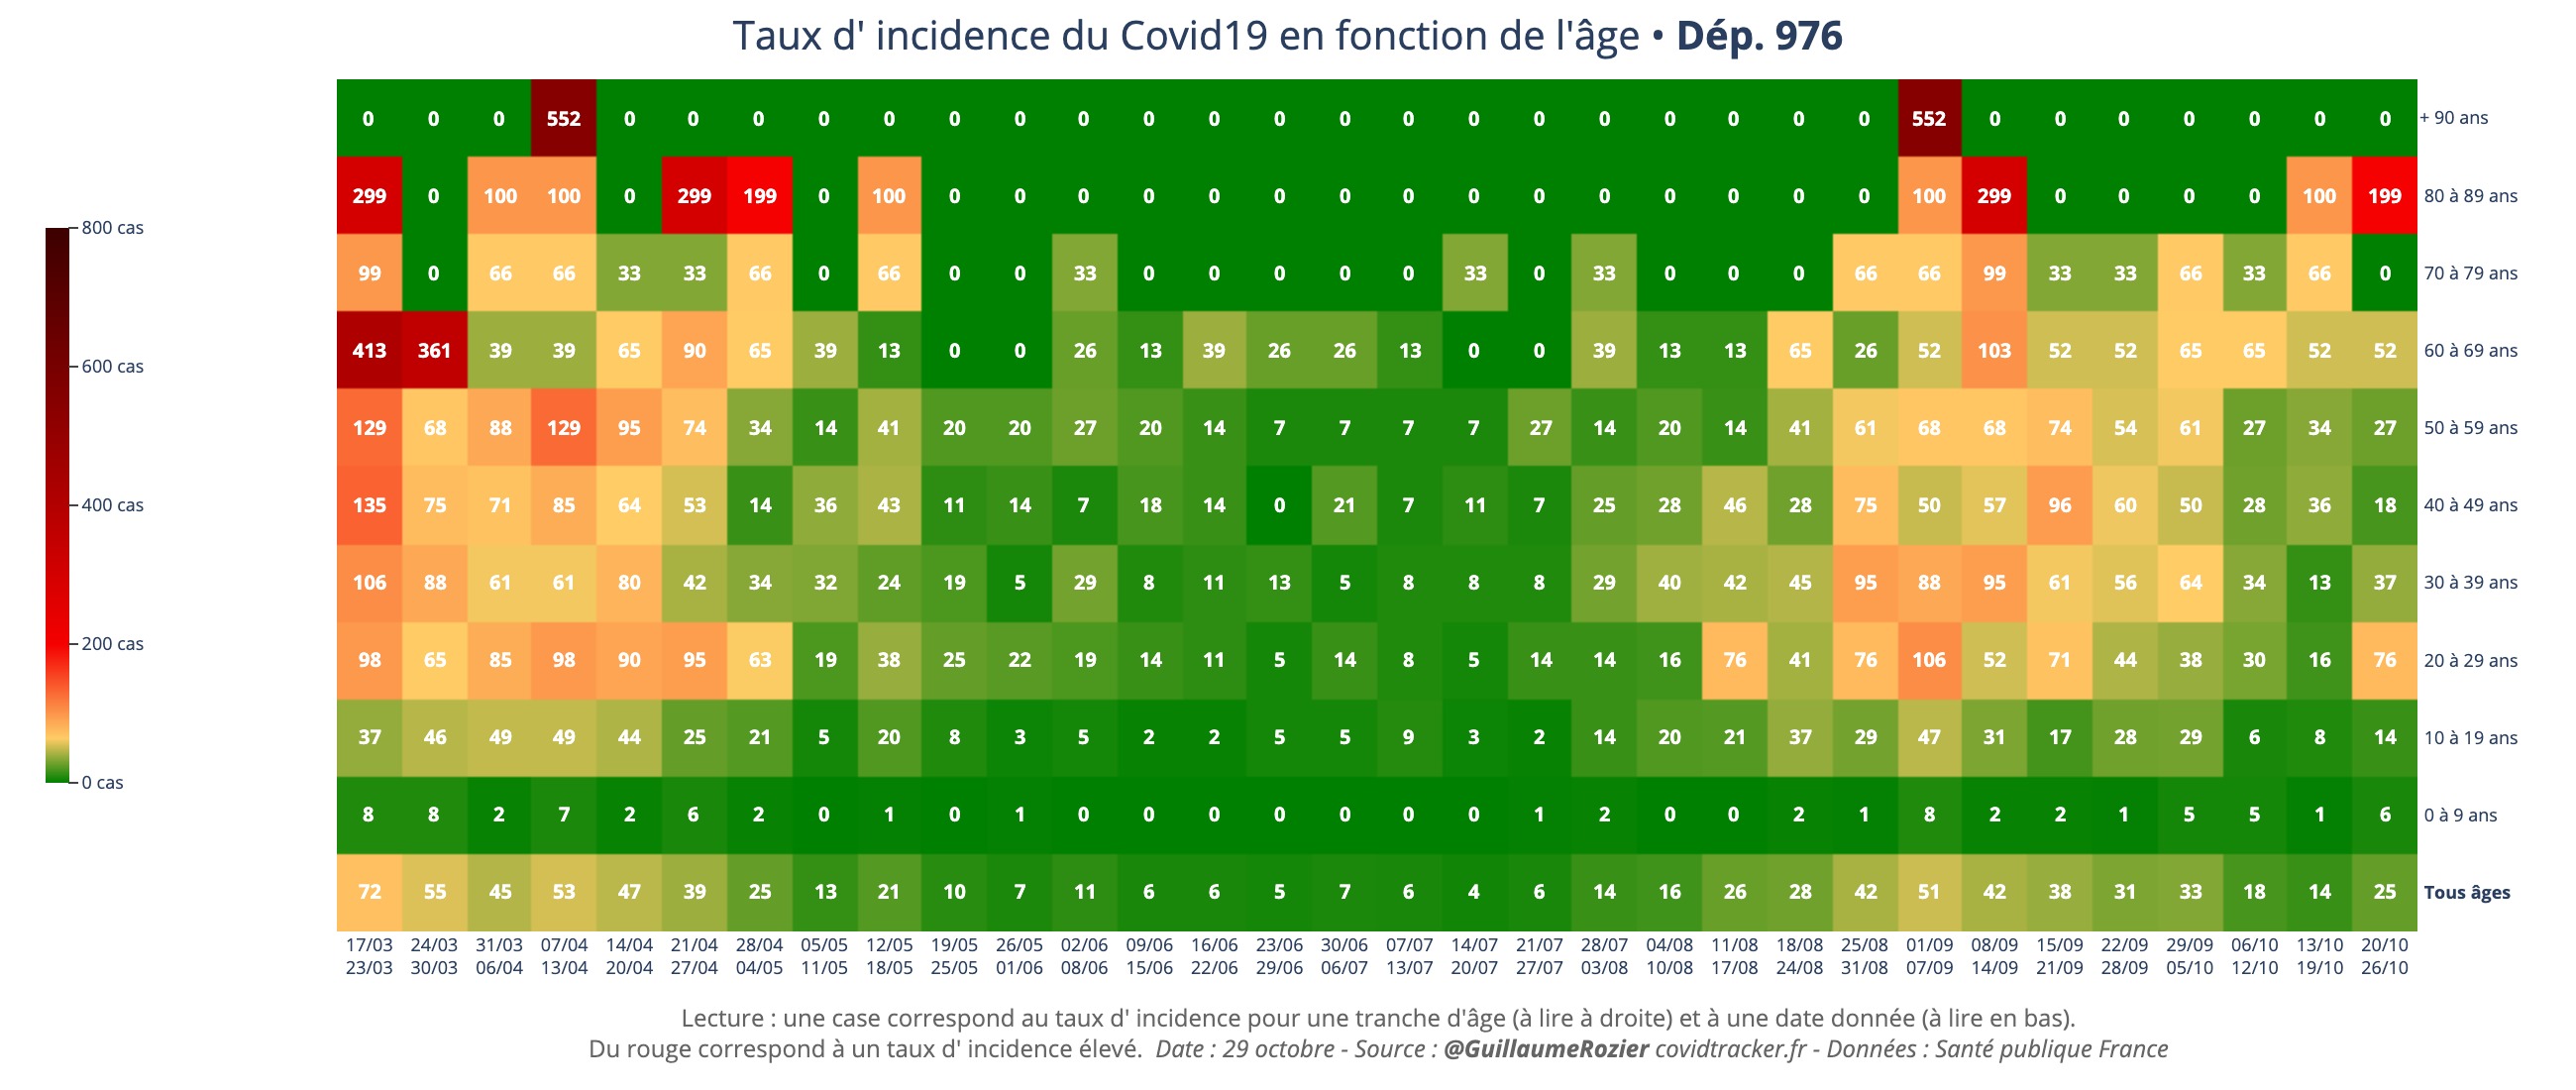 Taux d' incidence du Covid19 en fonction de l'âge • Dép. 976
0 0 0 552 0 0 0 0 0 0 0 0 0 0 0 0 0 0 0 0 0 0 0 0 552 0 0 0 0 0 0 0 + 90 ans
299 0 100 100 0 299 199 0 100 0 0 0 0 0 0 0 0 0 0 0 0 0 0 0 100 299 0 0 0 0 100 199 80 à 89 ans
99 0 66 66 33 33 66 0 66 0 0 33 0 0 0 0 0 33 0 33 0 0 0 66 66 99 33 33 66 33 66 0 70 à 79 ans
413 361 39 39 65 90 65 39 13 0 0 26 13 39 26 26 13 0 0 39 13 13 65 26 52 103 52 52 65 65 52 52 60 à 69 ans
129 68 88 129 95 74 34 14 41 20 20 27 20 14 7 7 7 7 27 14 20 14 41 61 68 68 74 54 61 27 34 27 50 à 59 ans
135 75 71 85 64 53 14 36 43 11 14 7 18 14 0 21 7 11 7 25 28 46 28 75 50 57 96 60 50 28 36 18 40 à 49 ans
106 88 61 61 80 42 34 32 24 19 5 29 8 11 13 5 8 8 8 29 40 42 45 95 88 95 61 56 64 34 13 37 30 à 39 ans
98 65 85 98 90 95 63 19 38 25 22 19 14 11 5 14 8 5 14 14 16 76 41 76 106 52 71 44 38 30 16 76 20 à 29 ans
37 46 49 49 44 25 21 5 20 8 3 5 2 2 5 5 9 3 2 14 20 21 37 29 47 31 17 28 29 6 8 14 10 à 19 ans
8 8 2 7 2 6 2 0 1 0 1 0 0 0 0 0 0 0 1 2 0 0 2 1 8 2 2 1 5 5 1 6 0 à 9 ans
72 55 45 53 47 39 25 13 21 10 7 11 6 6 5 7 6 4 6 14 16 26 28 42 51 42 38 31 33 18 14 25 Tous âges
17/03 24/03 31/03 07/04 14/04 21/04 28/04 05/05 12/05 19/05 26/05 02/06 09/06 16/06 23/06 30/06 07/07 14/07 21/07 28/07 04/08 11/08 18/08 25/08 01/09 08/09 15/09 22/09 29/09 06/10 13/10 20/10
23/03 30/03 06/04 13/04 20/04 27/04 04/05 11/05 18/05 25/05 01/06 08/06 15/06 22/06 29/06 06/07 13/07 20/07 27/07 03/08 10/08 17/08 24/08 31/08 07/09 14/09 21/09 28/09 05/10 12/10 19/10 26/10
800 cas
600 cas
400 cas
200 cas
0 cas
Lecture : une case correspond au taux d' incidence pour une tranche d'âge (à lire à droite) et à une date donnée (à lire en bas).
Du rouge correspond à un taux d' incidence élevé. Date : 29 octobre - Source : @GuillaumeRozier covidtracker.fr - Données : Santé publique France